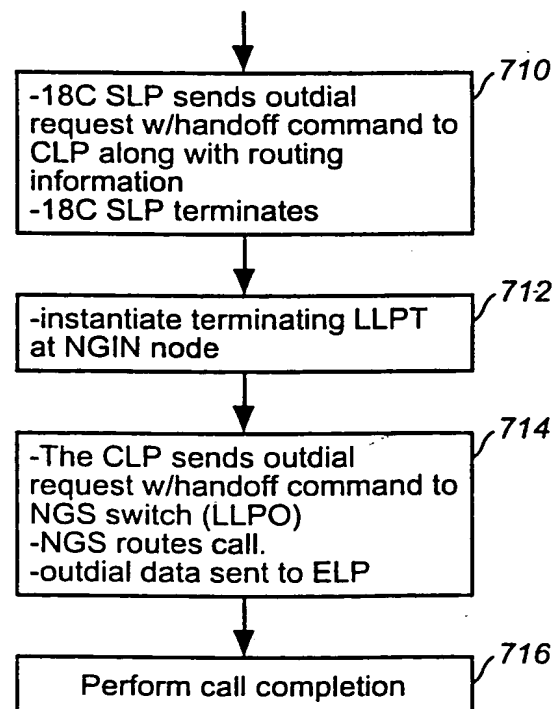 710
-18C SLP sends outdial
request w/handoff command to
CLP along with routing
information
-18C SLP terminates
712
-instantiate terminating LLPT
at NGIN node
714
-The CLP sends outdial
request w/handoff command to
NGS switch (LLPO)
-NGS routes call.
-outdial data sent to ELP
716
Perform call completion